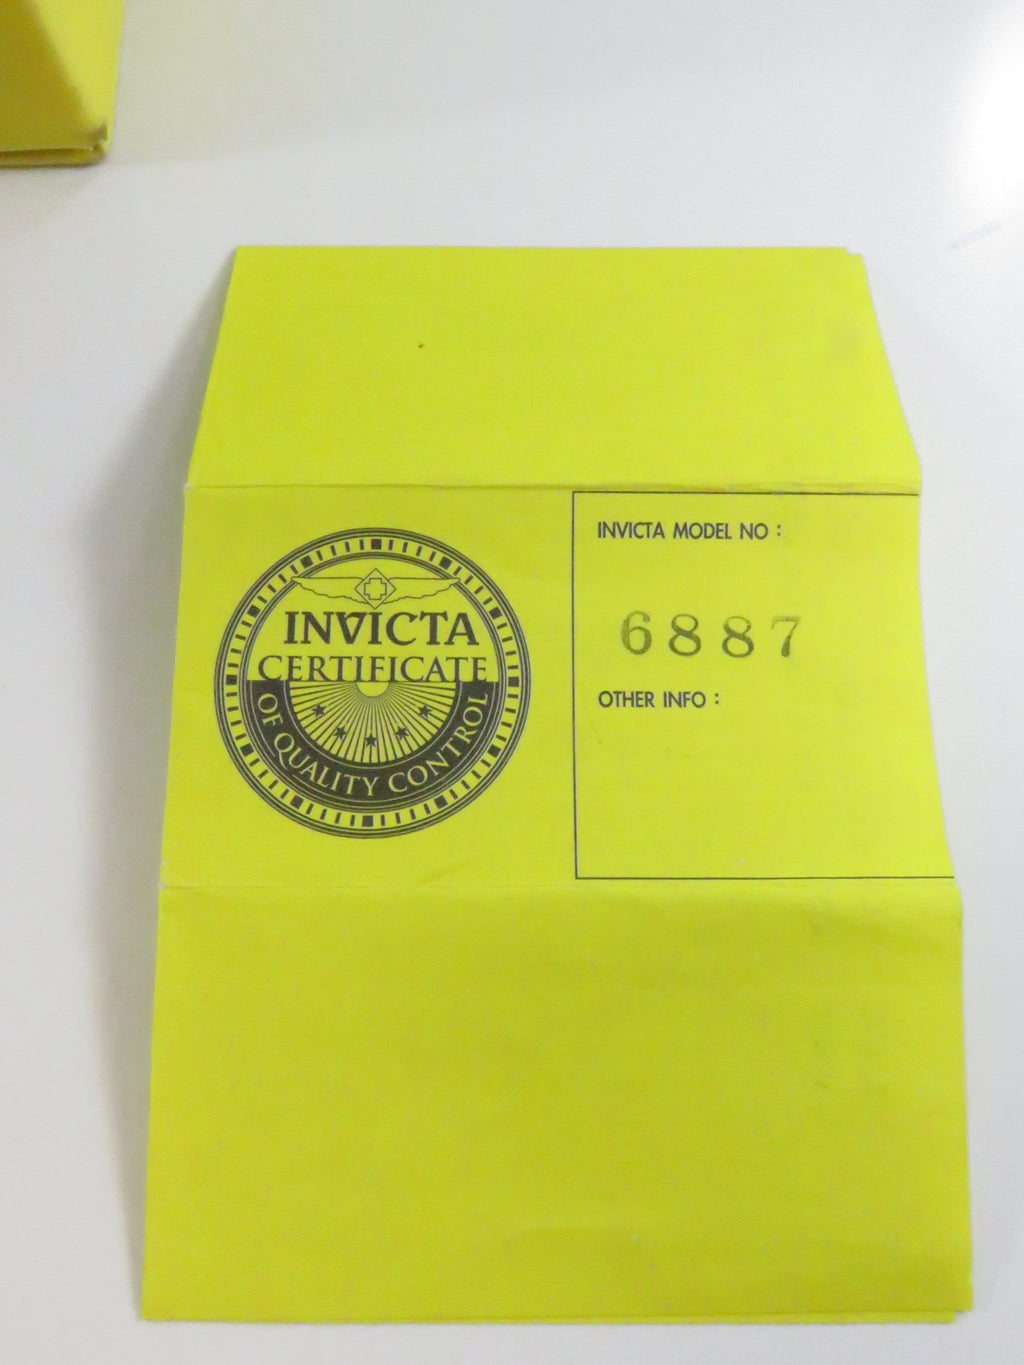 INVICTA
CERTIFICATE
OF QUALITY CONTROL
INVICTA MODEL NO :
6887
OTHER INFO :